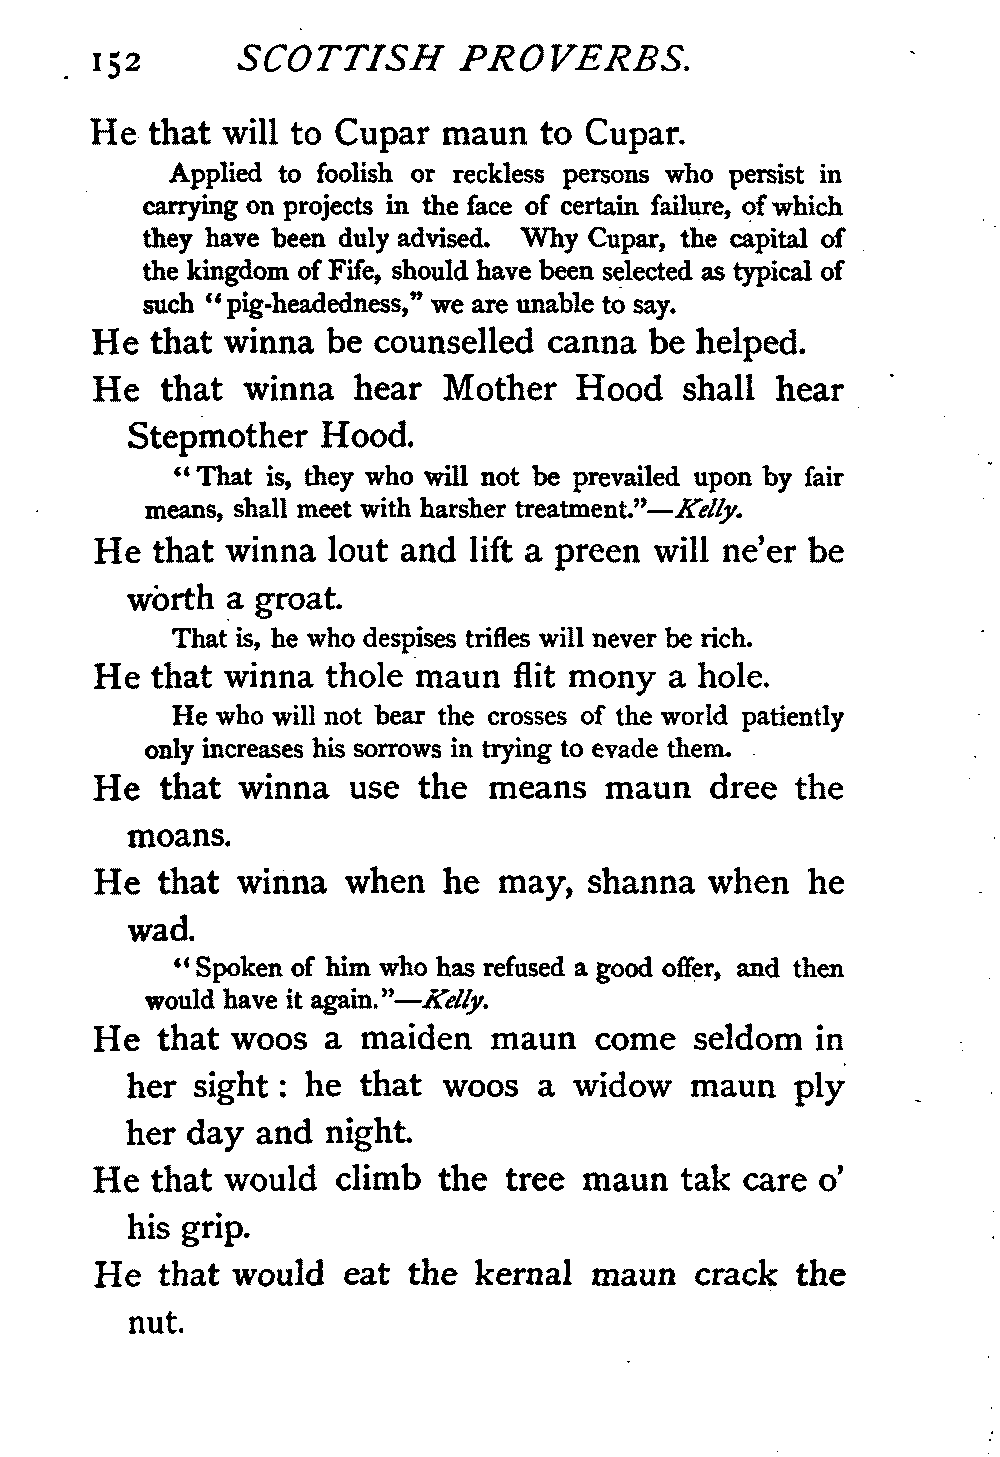 152 SCOTTISH PROVERBS.
He that will to Cupar maun to Cupar.
Applied to foolish or reckless persons who persist in
carrying on projects in the face of certain failure, of which
they have been duly advised. Why Cupar, the capital of
the kingdom of Fife, should have been selected as typical of
such “pig-headedness,” we are unable to say.
He that winna be counselled canna be helped.
He that winna hear Mother Hood shall hear
Stepmother Hood.
“That is, they who will not be prevailed upon by fair
means, shall meet with harsher treatment.”—Kelly.
He that winna lout and lift a preen will ne’er be
worth a groat.
That is, he who despises trifles will never be rich.
He that winna thole maun flit mony a hole.
He who will not bear the crosses of the world patiently
only increases his sorrows in trying to evade them.
He that winna use the means maun dree the
moans.
He that winna when he may, shanna when he
wad.
“Spoken of him who has refused a good offer, and then
would have it again.”—Kelly.
He that woos a maiden maun come seldom in
her sight : he that woos a widow maun ply
her day and night.
He that would climb the tree maun tak care o’
his grip.
He that would eat the kernal maun crack the
nut.